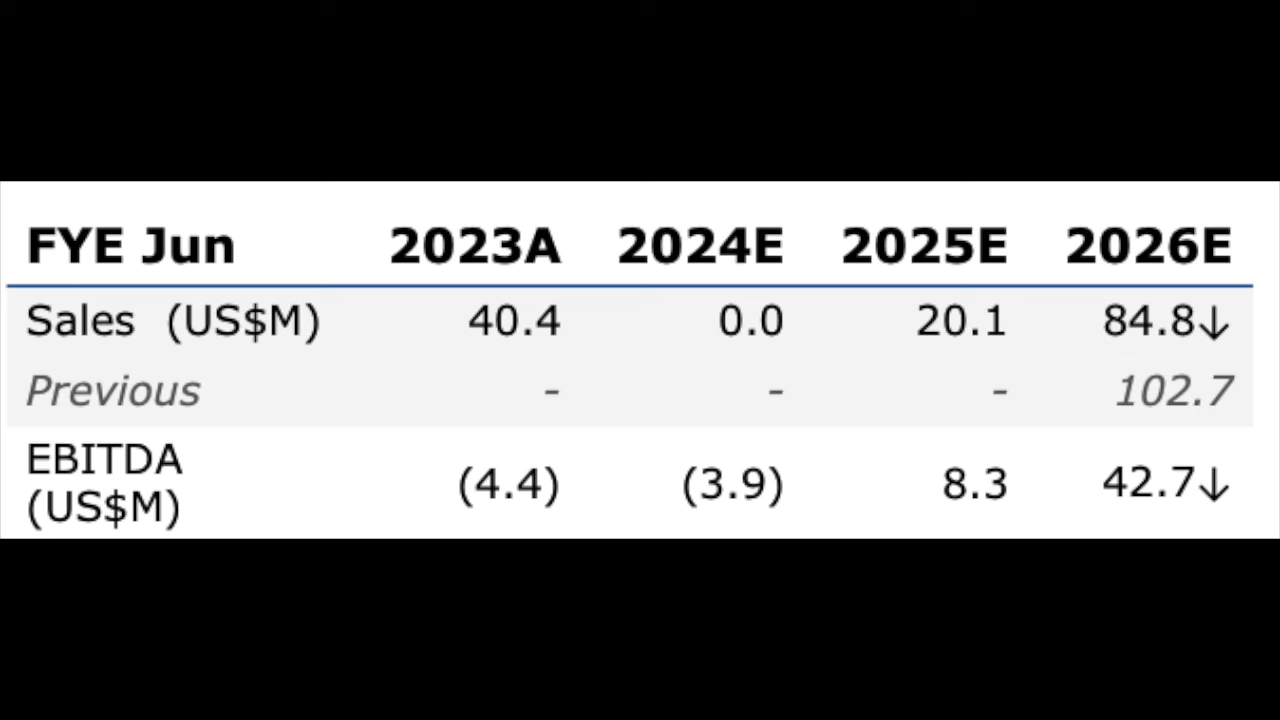 FYE Jun 2023A 2024E 2025E 2026E
Sales (US$M) 40.4 0.0 20.1 84.8↓
Previous - - - 102.7
EBITDA
(US$M) (4.4) (3.9) 8.3 42.7↓